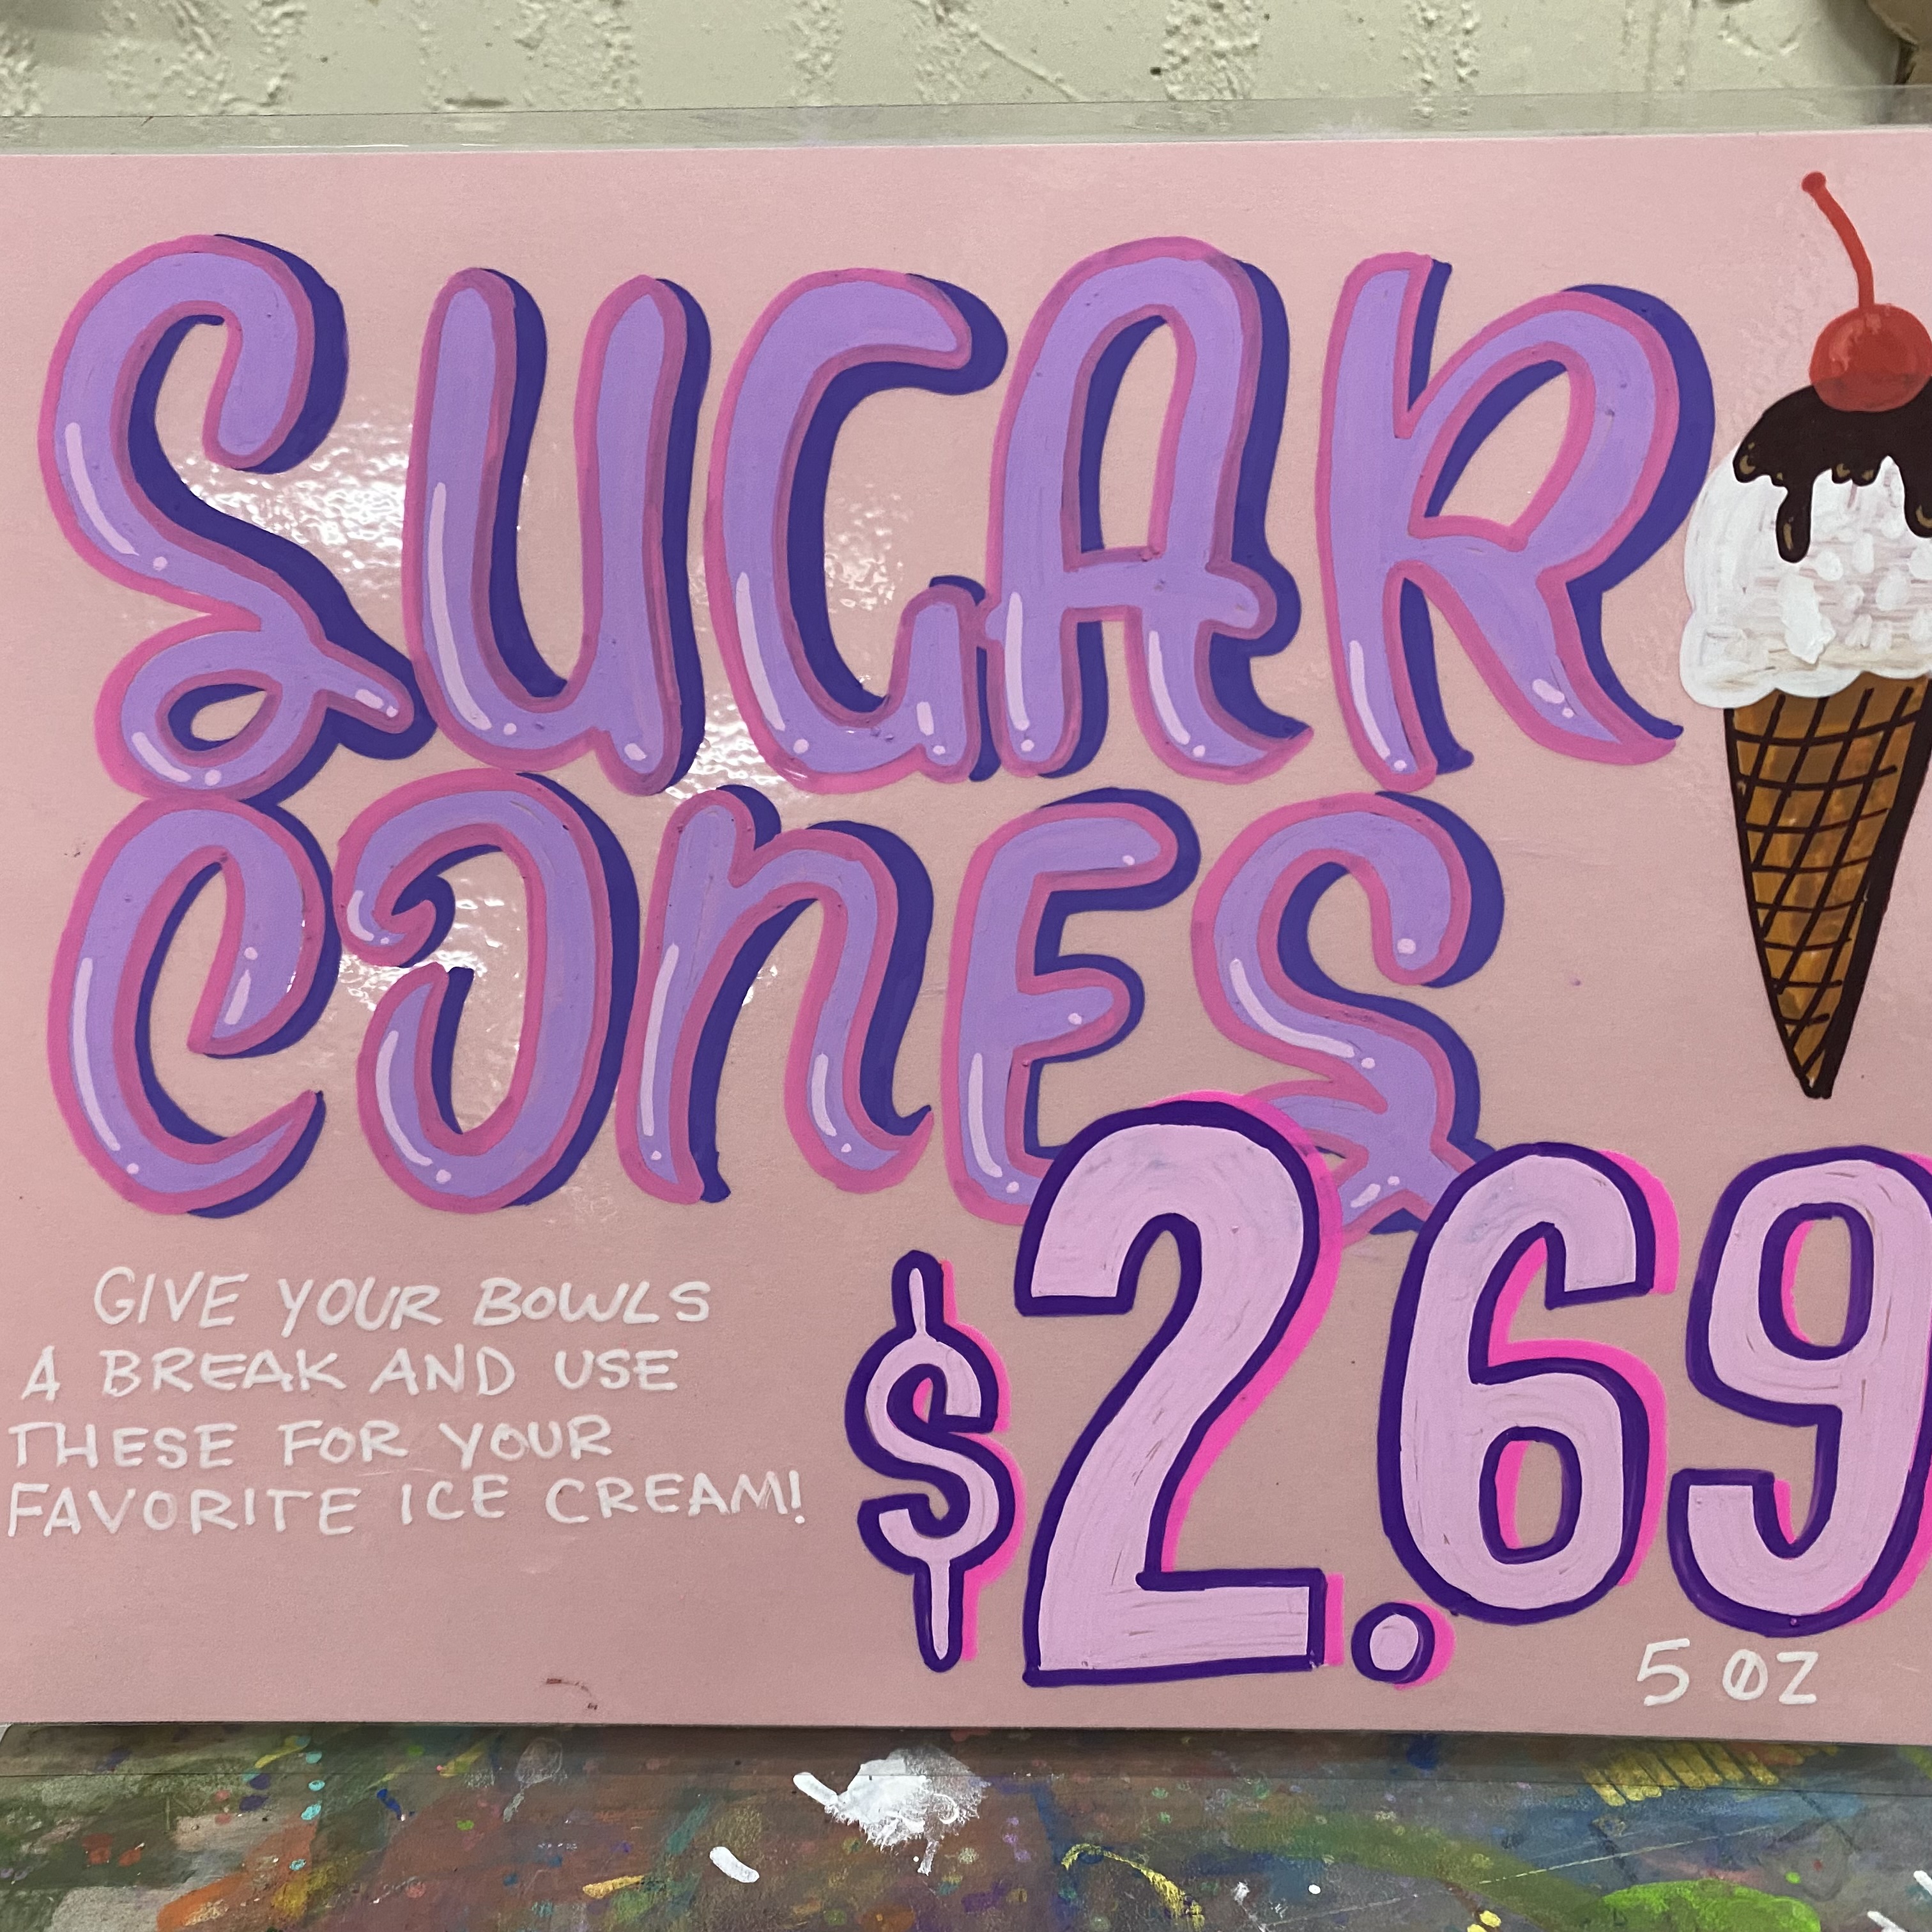 SUGAR
CONES
GIVE YOUR BOWLS
A BREAK AND USE
THESE FOR YOUR
FAVORITE ICE CREAM!
$2.69
5 OZ